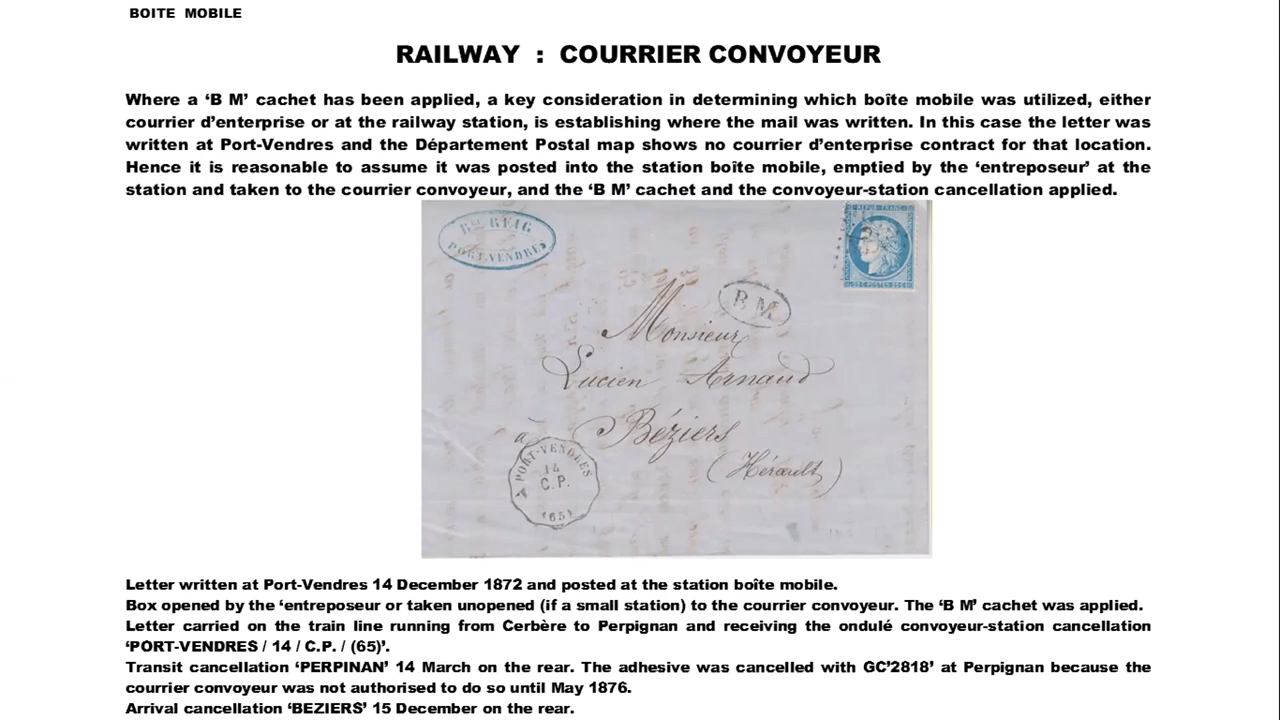 BOITE MOBILE
RAILWAY : COURRIER CONVOYEUR
Where a ‘B M’ cachet has been applied, a key consideration in determining which boîte mobile was utilized, either
courrier d’enterprise or at the railway station, is establishing where the mail was written. In this case the letter was
written at Port-Vendres and the Département Postal map shows no courrier d’enterprise contract for that location.
Hence it is reasonable to assume it was posted into the station boîte mobile, emptied by the ‘entreposeur’ at the
station and taken to the courrier convoyeur, and the ‘B M’ cachet and the convoyeur-station cancellation applied.
REIG
PORT-VENDRES
REPUB · FRANC
B M
Monsieur
Lucien Arnaud
Béziers
(Hérault)
PORT-VENDRES
14
C.P.
(65)
Letter written at Port-Vendres 14 December 1872 and posted at the station boîte mobile.
Box opened by the ‘entreposeur or taken unopened (if a small station) to the courrier convoyeur. The ‘B M’ cachet was applied.
Letter carried on the train line running from Cerbère to Perpignan and receiving the ondulé convoyeur-station cancellation
‘PORT-VENDRES / 14 / C.P. / (65)’.
Transit cancellation ‘PERPINAN’ 14 March on the rear. The adhesive was cancelled with GC’2818’ at Perpignan because the
courrier convoyeur was not authorised to do so until May 1876.
Arrival cancellation ‘BEZIERS’ 15 December on the rear.